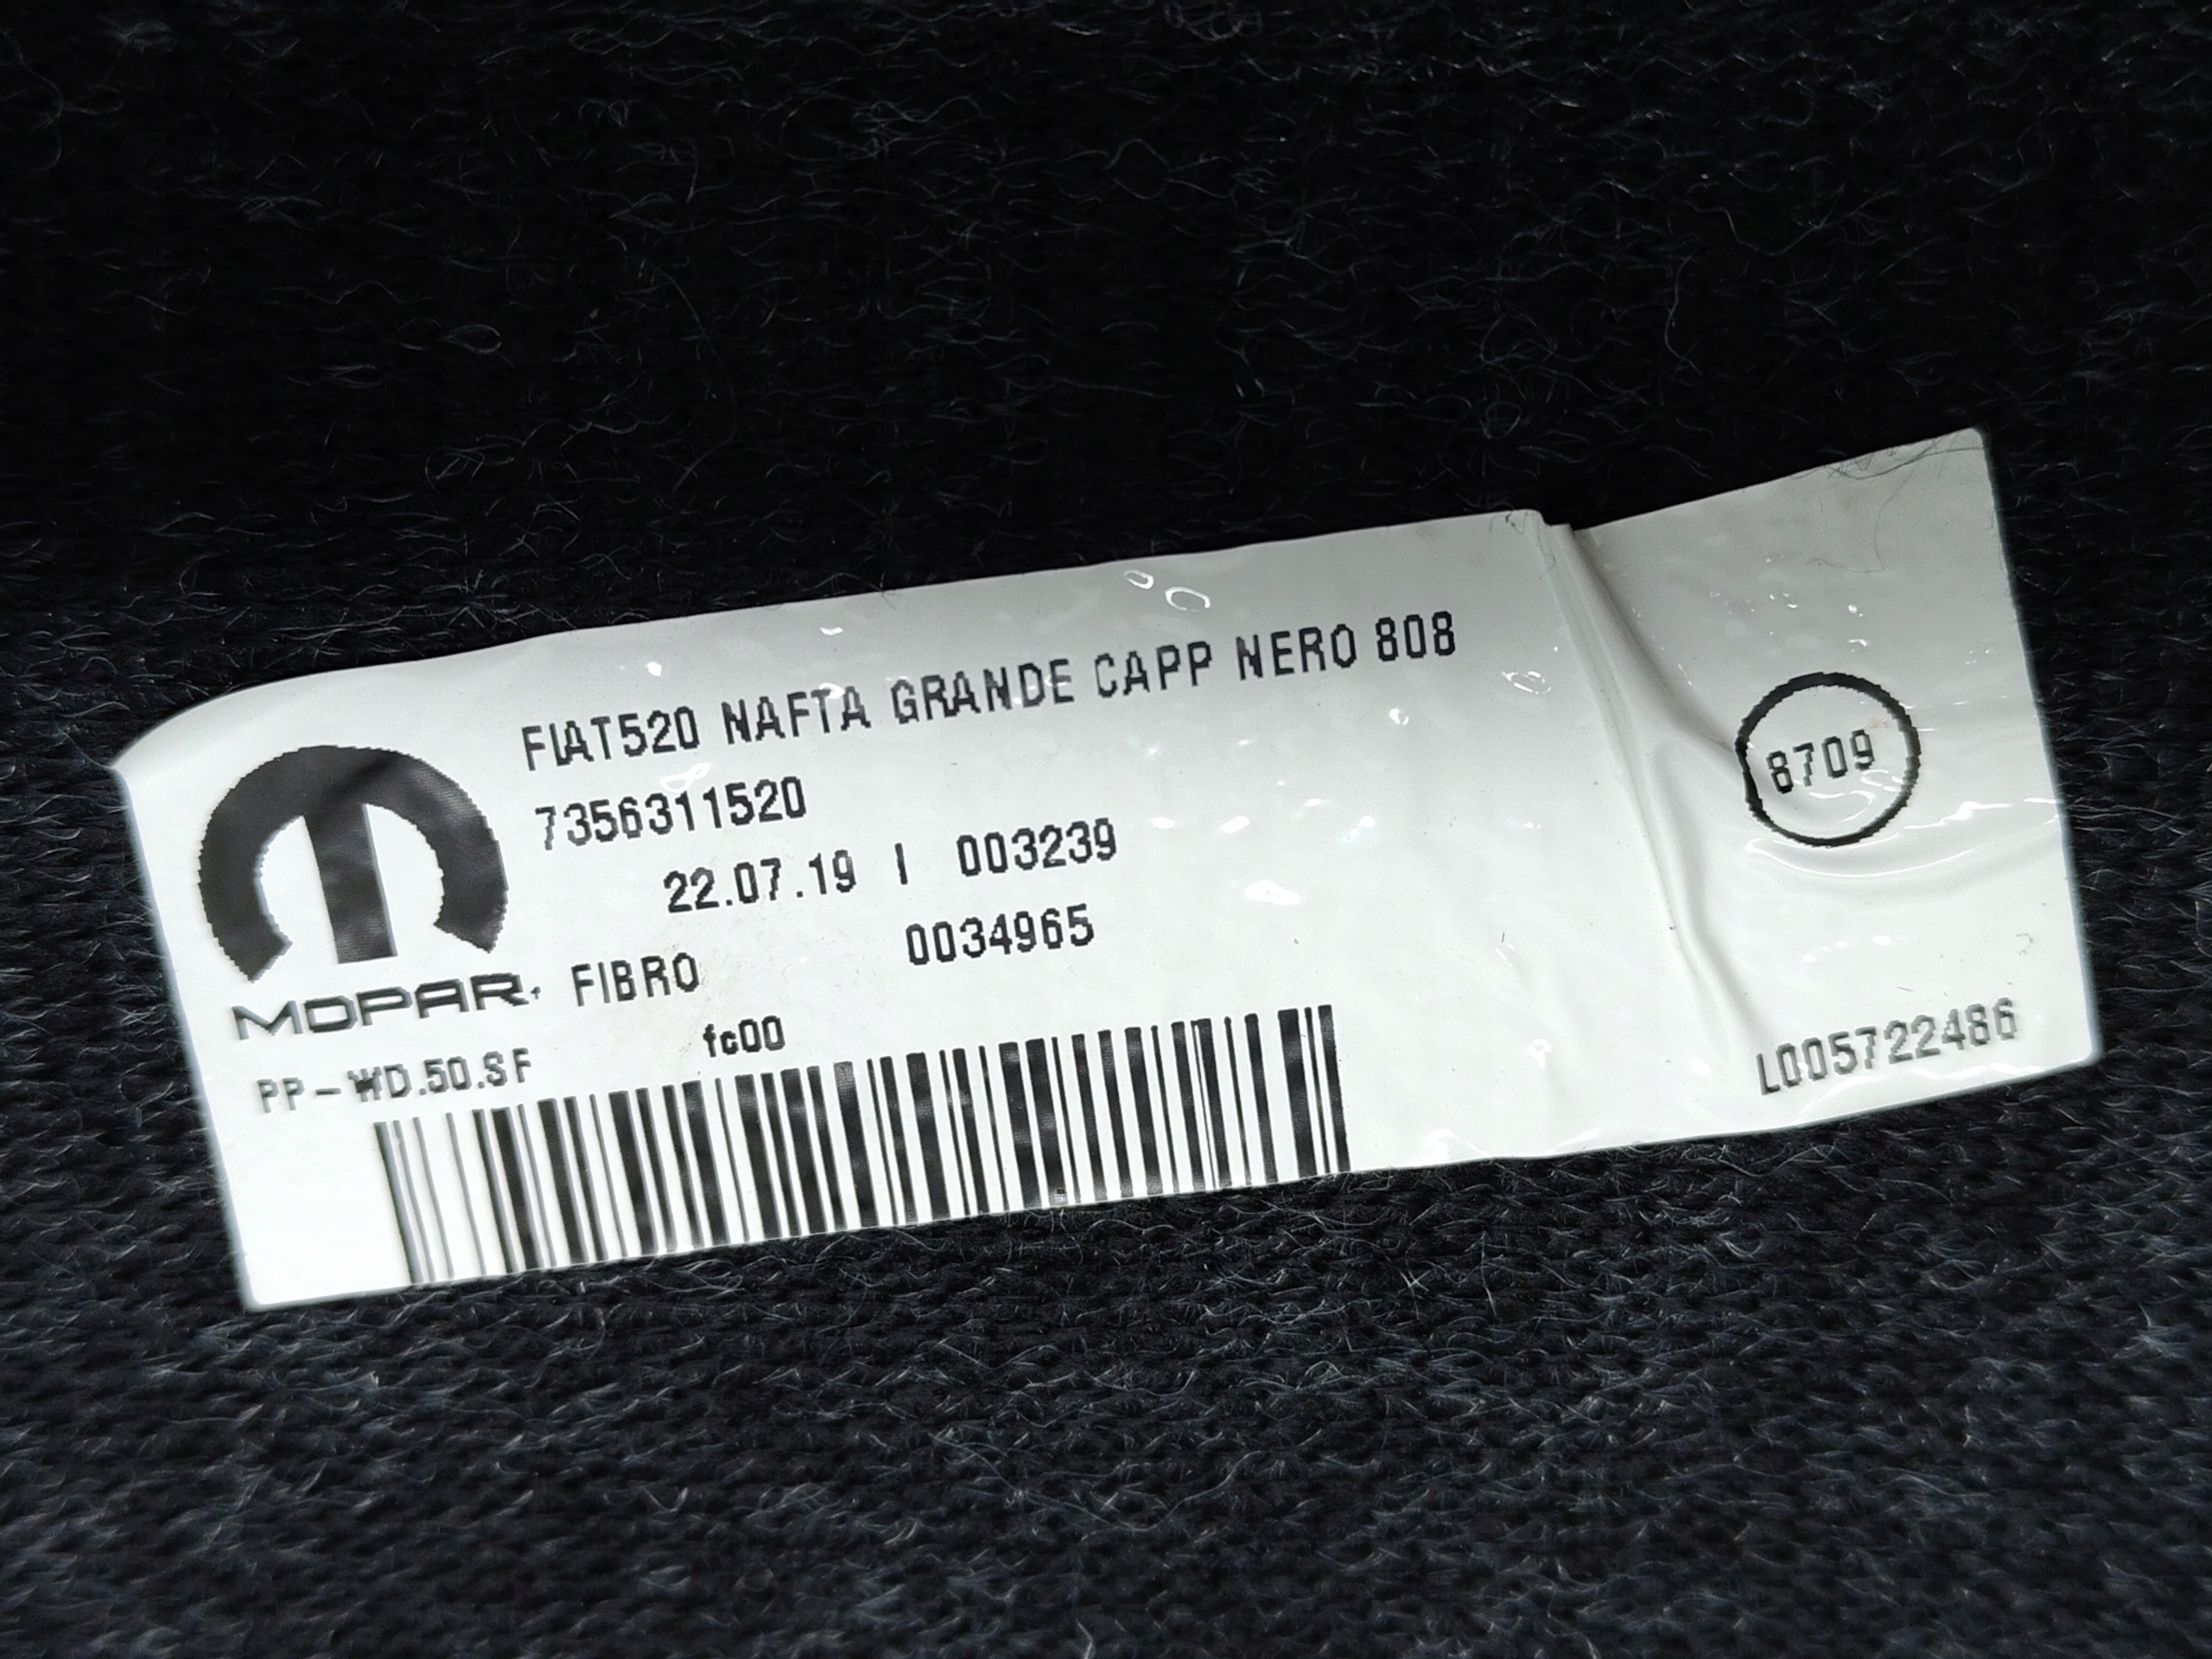 FIAT520 NAFTA GRANDE CAPP NERO 808
7356311520
22.07.19 I 003239
0034965
MOPAR. FIBRO
fc00
PP-WD.50.SF
8709
L005722486